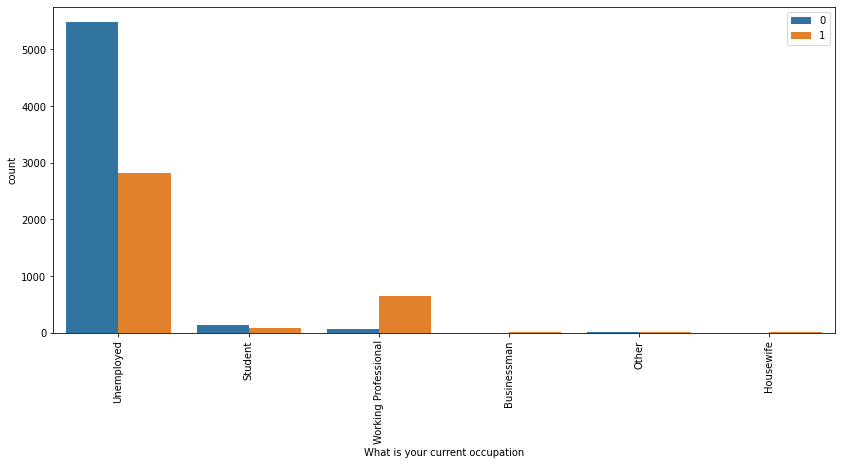 0
1
5000
4000
3000
2000
1000
0
count
Unemployed
Student
Working Professional
Businessman
Other
Housewife
What is your current occupation